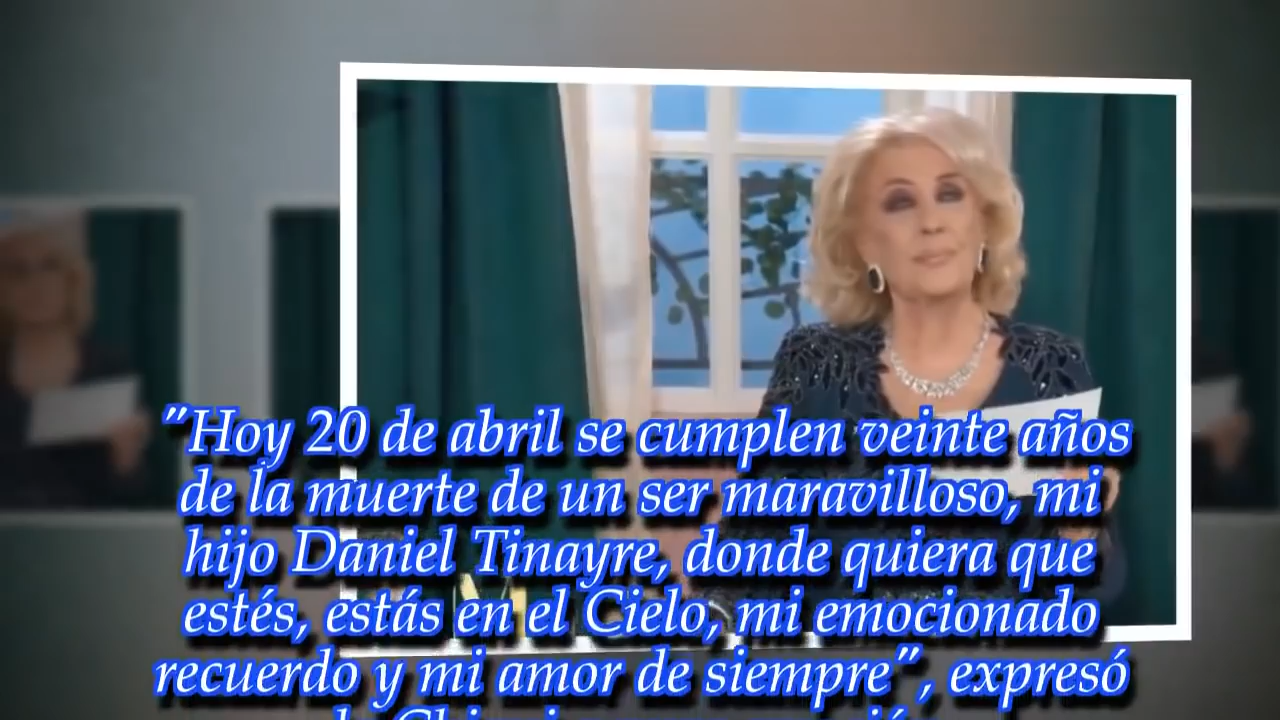 "Hoy 20 de abril se cumplen veinte años
de la muerte de un ser maravilloso, mi
hijo Daniel Tinayre, donde quiera que
estés, estás en el Cielo, mi emocionado
recuerdo y mi amor de siempre", expresó